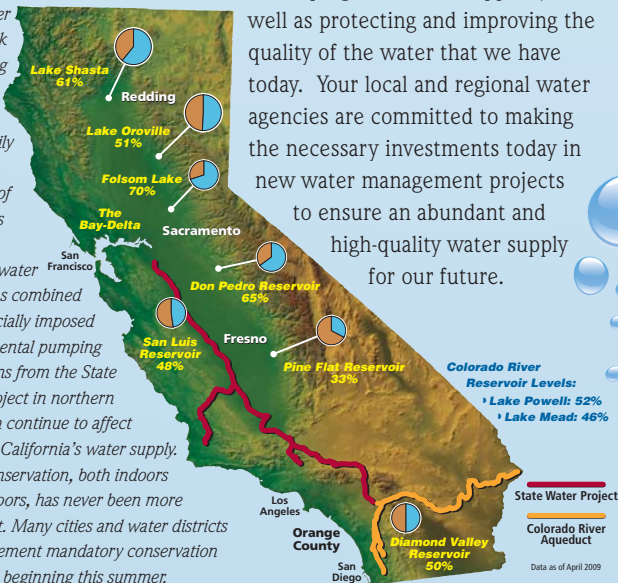 well as protecting and improving the
quality of the water that we have
today. Your local and regional water
agencies are committed to making
the necessary investments today in
new water management projects
to ensure an abundant and
high-quality water supply
for our future.
of
water
combined
imposed
pumping
from the State
in northern
continue to affect
California's water supply.
both indoors
has never been more
Many cities and water districts
mandatory conservation
beginning this summer.
Lake Shasta
61%
Redding
Lake Oroville
51%
Folsom Lake
70%
The
Bay-Delta
Sacramento
San
Francisco
Don Pedro Reservoir
65%
San Luis
Reservoir
48%
Fresno
Pine Flat Reservoir
33%
Colorado River
Reservoir Levels:
Lake Powell: 52%
Lake Mead: 46%
State Water Project
Colorado River
Aqueduct
Los
Angeles
Orange
County
Diamond Valley
Reservoir
50%
San
Diego
Data as of April 2009